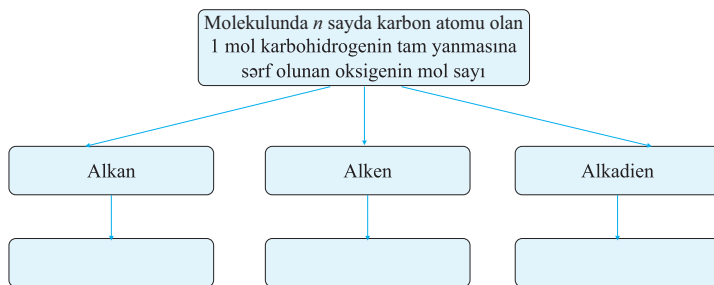 Molekulunda n sayda karbon atomu olan
1 mol karbohidrogenin tam yanmasına
sərf olunan oksigenin mol sayı
Alkan
Alken
Alkadien